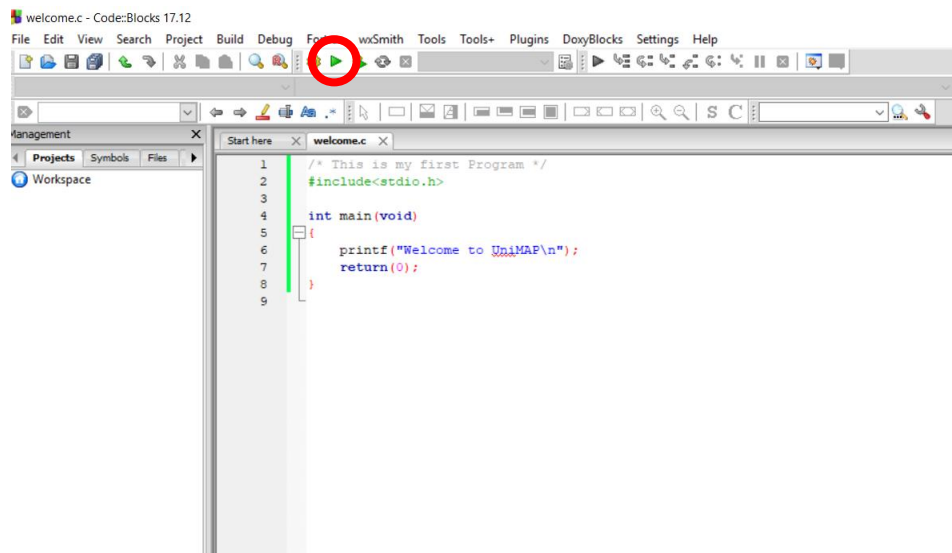 welcome.c - Code::Blocks 17.12
File Edit View Search Project Build Debug wxSmith Tools Tools+ Plugins DoxyBlocks Settings Help
S C
Management
Start here welcome.c
Projects Symbols Files
Workspace
1 /* This is my first Program */
2 #include<stdio.h>
3
4 int main(void)
5 {
6 printf("Welcome to UniMAP\n");
7 return(0);
8 }
9